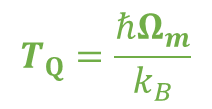 T_Q = ħΩ_m / k_B